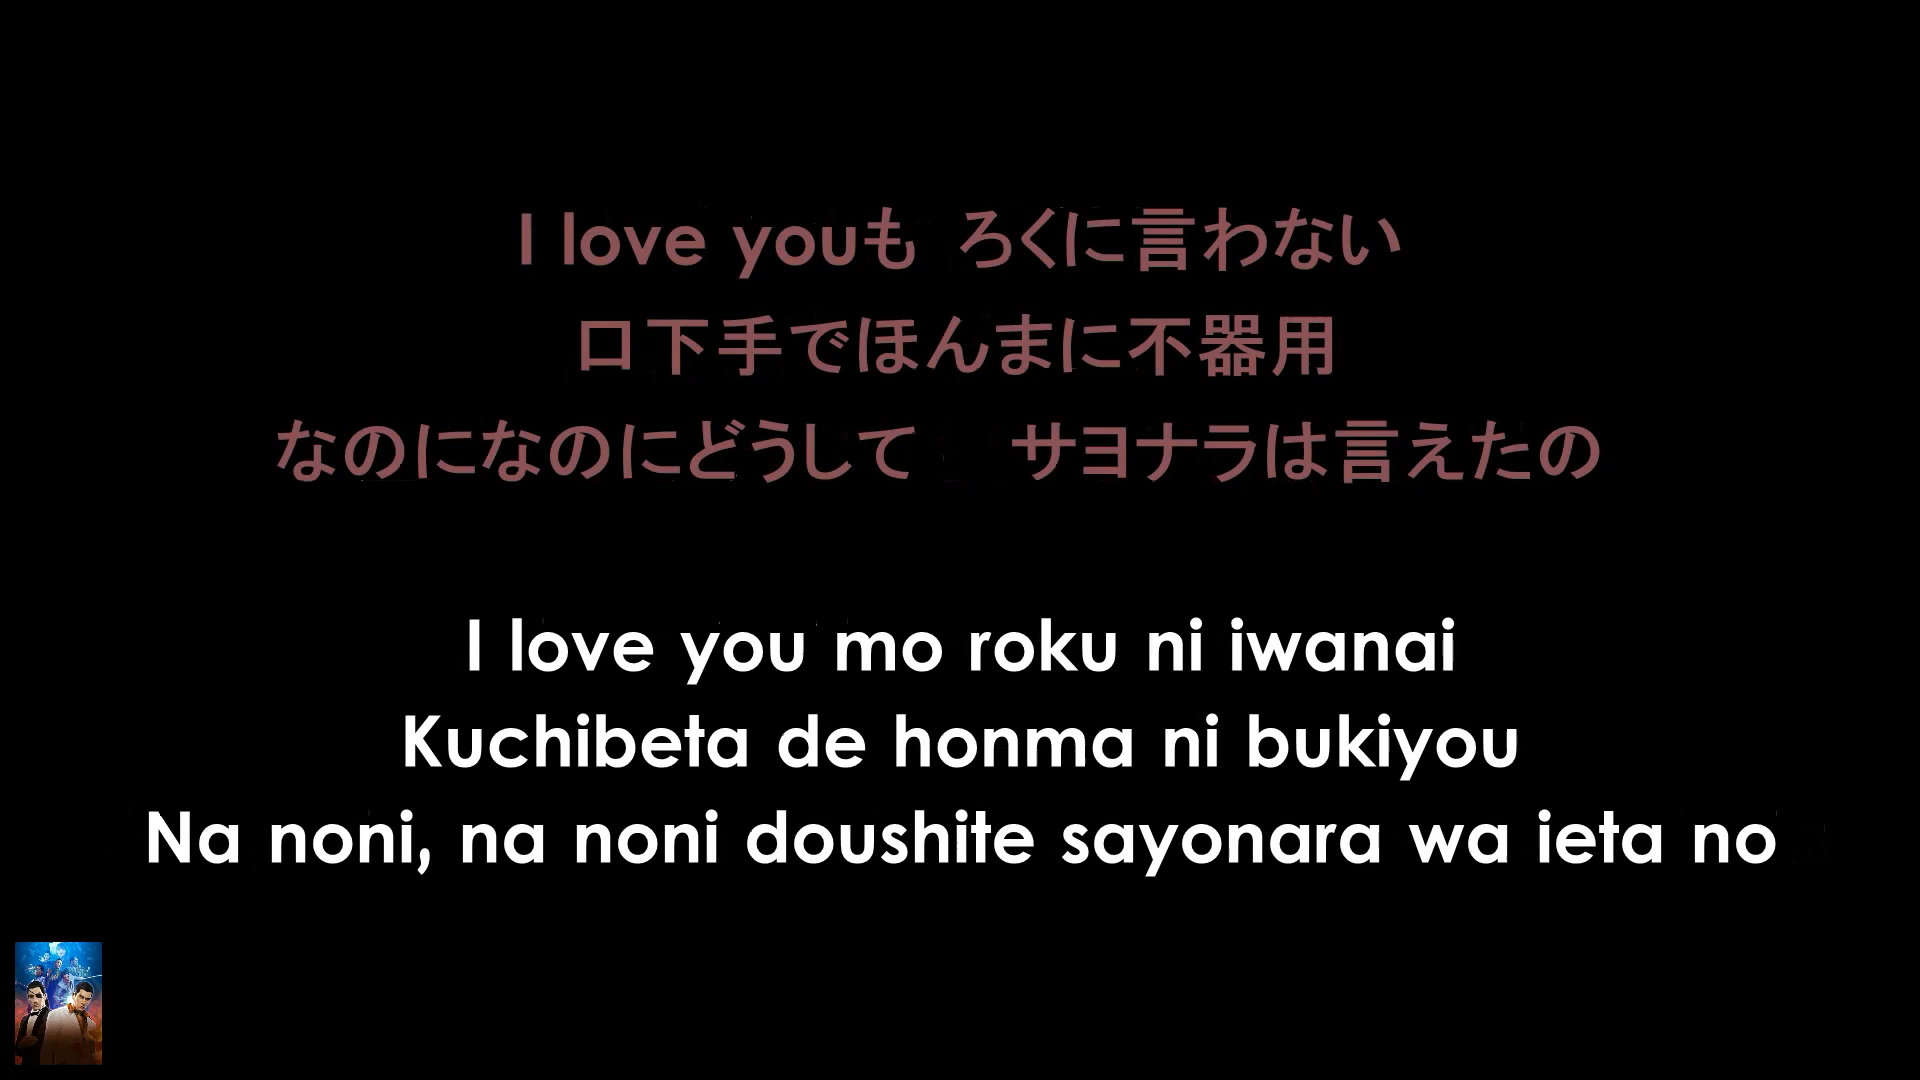 I love youも ろくに言わない
口下手でほんまに不器用
なのになのにどうして サヨナラは言えたの
I love you mo roku ni iwanai
Kuchibeta de honma ni bukiyou
Na noni, na noni doushite sayonara wa ieta no